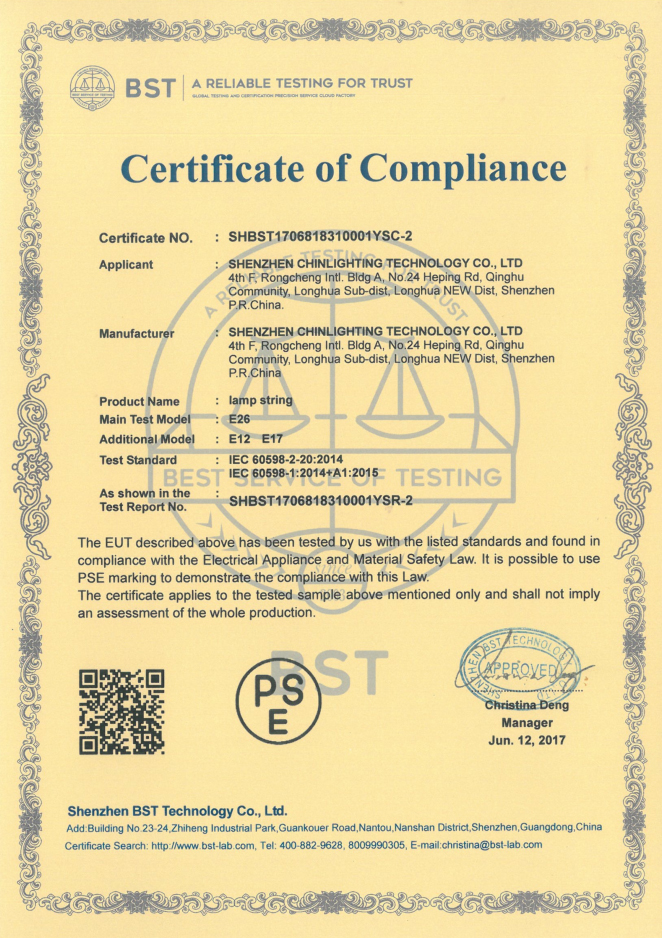 BST
A RELIABLE TESTING FOR TRUST
GLOBAL TESTING AND CERTIFICATION PRECISION SERVICE CLOUD FACTORY
Certificate of Compliance
Certificate NO. : SHBST1706818310001YSC-2
Applicant : SHENZHEN CHINLIGHTING TECHNOLOGY CO., LTD
4th F, Rongcheng Intl. Bldg A, No.24 Heping Rd, Qinghu
Community, Longhua Sub-dist, Longhua NEW Dist, Shenzhen
P.R.China.
Manufacturer : SHENZHEN CHINLIGHTING TECHNOLOGY CO., LTD
4th F, Rongcheng Intl. Bldg A, No.24 Heping Rd, Qinghu
Community, Longhua Sub-dist, Longhua NEW Dist, Shenzhen
P.R.China
Product Name : lamp string
Main Test Model : E26
Additional Model : E12 E17
Test Standard : IEC 60598-2-20:2014
IEC 60598-1:2014+A1:2015
As shown in the :
Test Report No. SHBST1706818310001YSR-2
A RELIABLE TESTING FOR TRUST
BEST SERVICE OF TESTING
SINCE
The EUT described above has been tested by us with the listed standards and found in
compliance with the Electrical Appliance and Material Safety Law. It is possible to use
PSE marking to demonstrate the compliance with this Law.
The certificate applies to the tested sample above mentioned only and shall not imply
an assessment of the whole production.
BST
PS
E
SHENZHEN BST TECHNOLOGY CO.,LTD
APPROVED
Christina Deng
Manager
Jun. 12, 2017
Shenzhen BST Technology Co., Ltd.
Add:Building No.23-24,Zhiheng Industrial Park,Guankouer Road,Nantou,Nanshan District,Shenzhen,Guangdong,China
Certificate Search: http://www.bst-lab.com, Tel: 400-882-9628, 8009990305, E-mail:christina@bst-lab.com